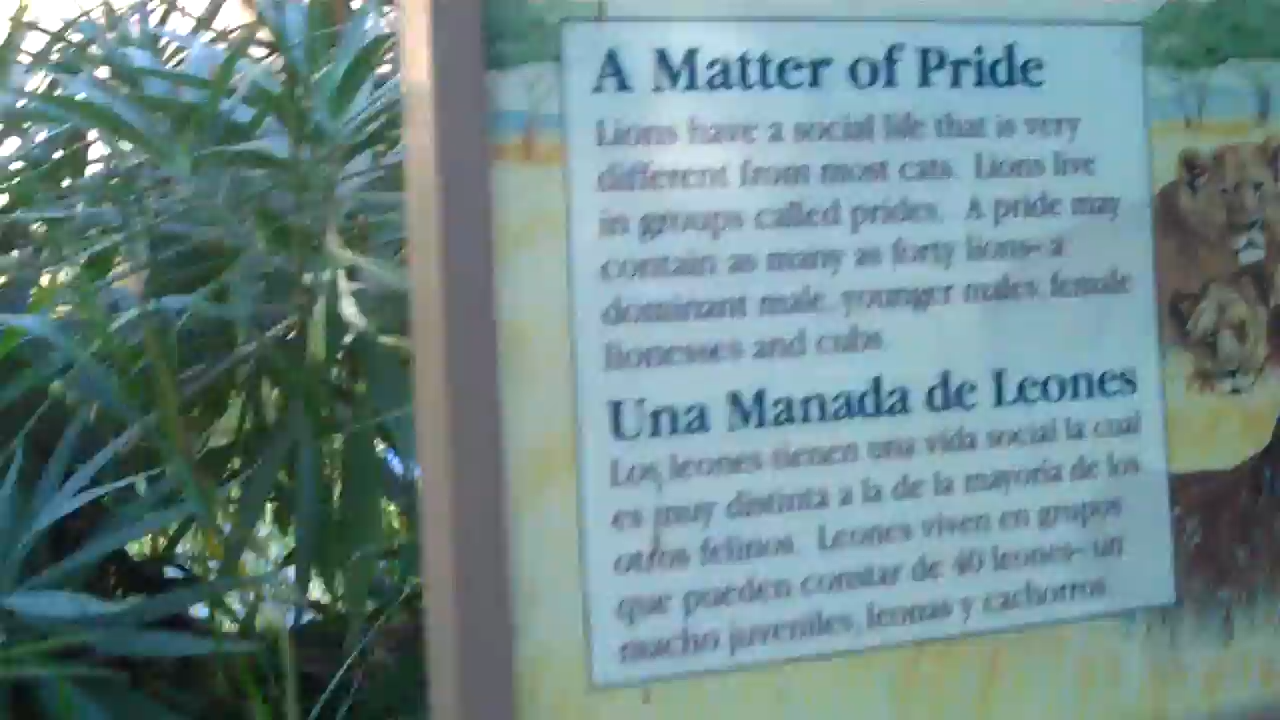 A Matter of Pride
Lions have a social life that is very
different from most cats. Lions live
in groups called prides. A pride may
contain as many as forty lions- a
dominant male, younger males, female
lionesses and cubs.
Una Manada de Leones
Los leones tienen una vida social la cual
es muy distinta a la de la mayoría de los
otros felinos. Leones viven en grupos
que pueden constar de 40 leones- un
macho juveniles, leonas y cachorros.